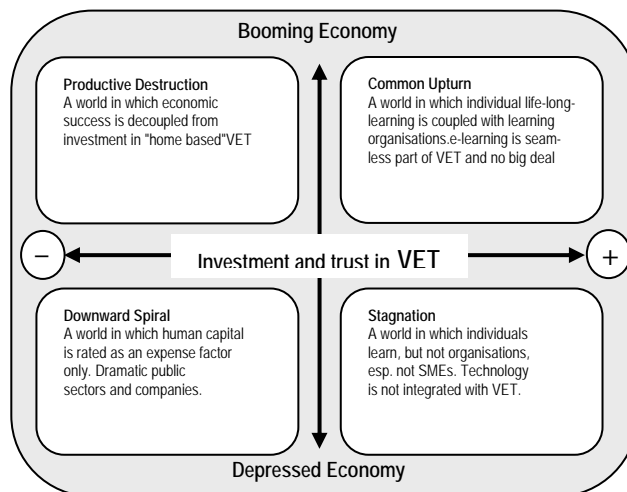 Booming Economy
Productive Destruction
A world in which economic
success is decoupled from
investment in "home based"VET
Common Upturn
A world in which individual life-long-
learning is coupled with learning
organisations.e-learning is seam-
less part of VET and no big deal
−
Investment and trust in VET
+
Downward Spiral
A world in which human capital
is rated as an expense factor
only. Dramatic public
sectors and companies.
Stagnation
A world in which individuals
learn, but not organisations,
esp. not SMEs. Technology
is not integrated with VET.
Depressed Economy